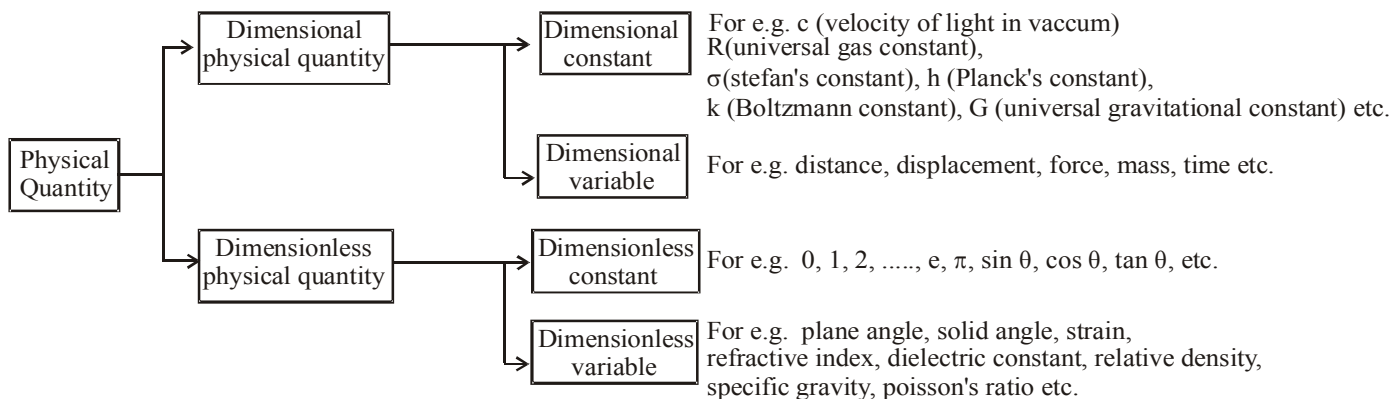 Physical
Quantity
Dimensional
physical quantity
Dimensional
constant
For e.g. c (velocity of light in vaccum)
R(universal gas constant),
σ(stefan's constant), h (Planck's constant),
k (Boltzmann constant), G (universal gravitational constant) etc.
Dimensional
variable
For e.g. distance, displacement, force, mass, time etc.
Dimensionless
physical quantity
Dimensionless
constant
For e.g. 0, 1, 2, ....., e, π, sin θ, cos θ, tan θ, etc.
Dimensionless
variable
For e.g. plane angle, solid angle, strain,
refractive index, dielectric constant, relative density,
specific gravity, poisson's ratio etc.